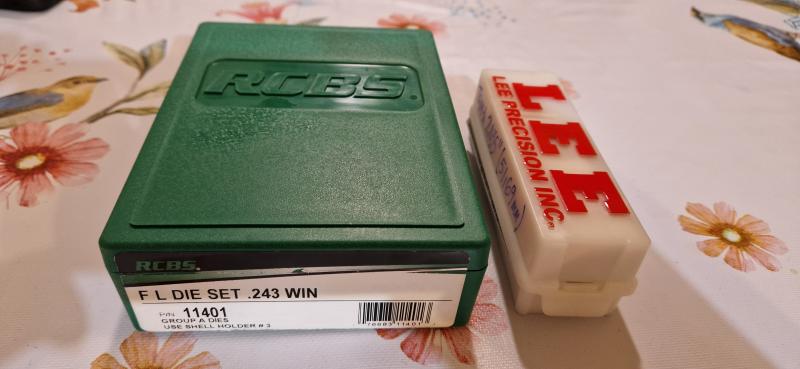 RCBS.
RCBS.
F L DIE SET .243 WIN
P/N 11401
GROUP A DIES
USE SHELL HOLDER # 3
LEE
LEE PRECISION INC.